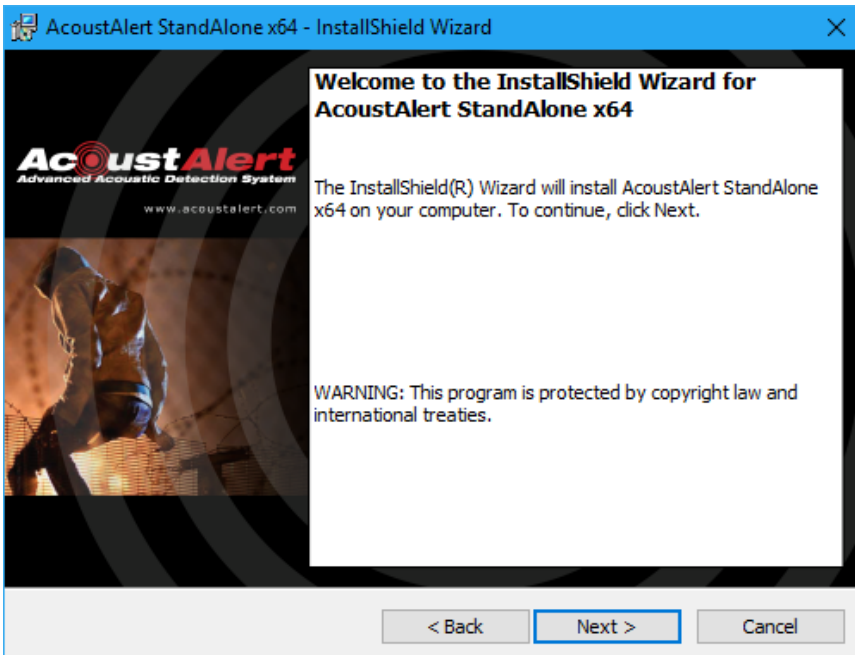 AcoustAlert StandAlone x64 - InstallShield Wizard
Welcome to the InstallShield Wizard for
AcoustAlert StandAlone x64
AcoustAlert
Advanced Acoustic Detection System
www.acoustalert.com
The InstallShield(R) Wizard will install AcoustAlert StandAlone
x64 on your computer. To continue, click Next.
WARNING: This program is protected by copyright law and
international treaties.
< Back
Next >
Cancel